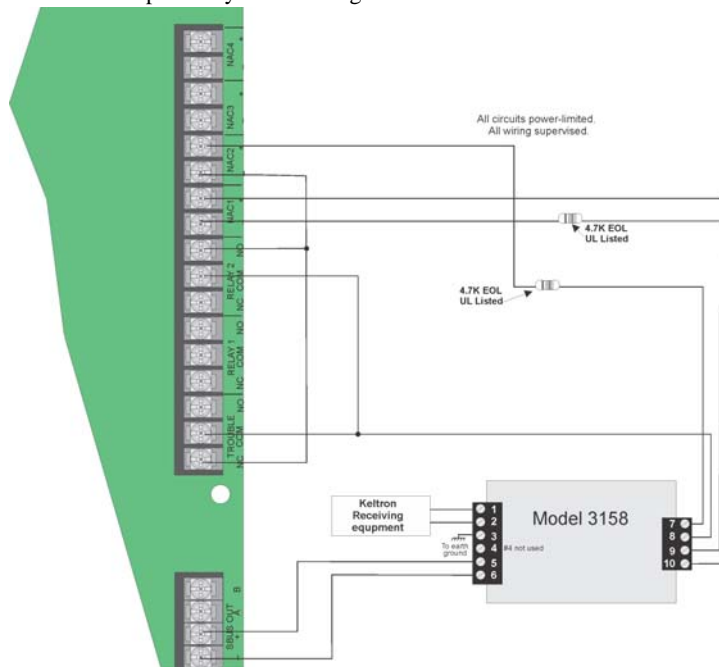 NAC4
+
-
NAC3
+
-
All circuits power-limited.
All wiring supervised.
NAC2
+
-
NAC1
+
-
4.7K EOL
UL Listed
RELAY 2
NO
COM
NC
4.7K EOL
UL Listed
RELAY 1
NO
COM
NC
TROUBLE
NO
COM
NC
Keltron
Receiving
equpment
To earth
ground
1
2
3
4
5
6
#4 not used
Model 3158
7
8
9
10
SBUS OUT
B
A
+
-